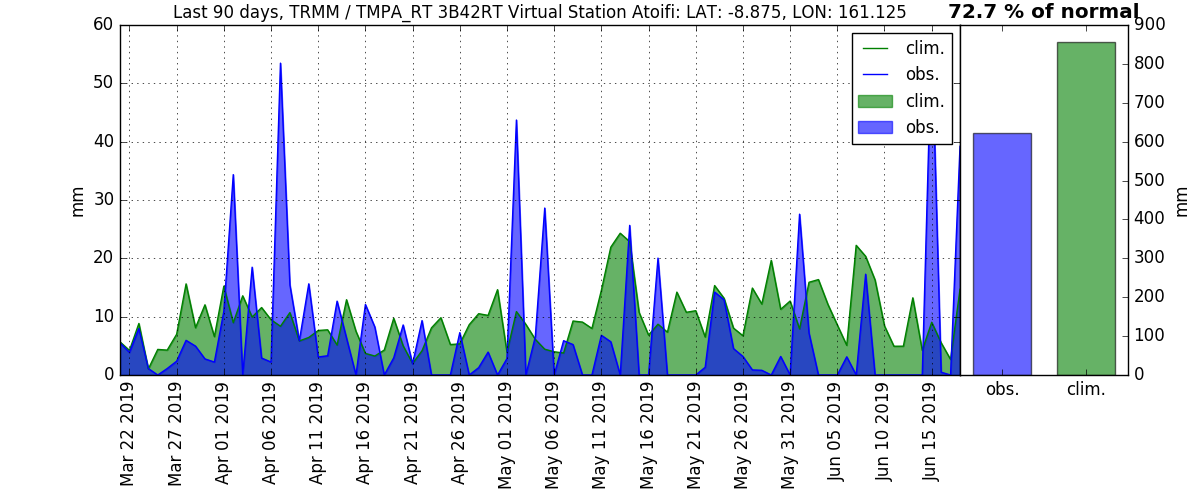 Last 90 days, TRMM / TMPA_RT 3B42RT Virtual Station Atoifi: LAT: -8.875, LON: 161.125
72.7 % of normal
60
50
40
30
20
10
0
mm
clim.
obs.
clim.
obs.
900
800
700
600
500
400
300
200
100
0
mm
Mar 22 2019
Mar 27 2019
Apr 01 2019
Apr 06 2019
Apr 11 2019
Apr 16 2019
Apr 21 2019
Apr 26 2019
May 01 2019
May 06 2019
May 11 2019
May 16 2019
May 21 2019
May 26 2019
May 31 2019
Jun 05 2019
Jun 10 2019
Jun 15 2019
obs.
clim.